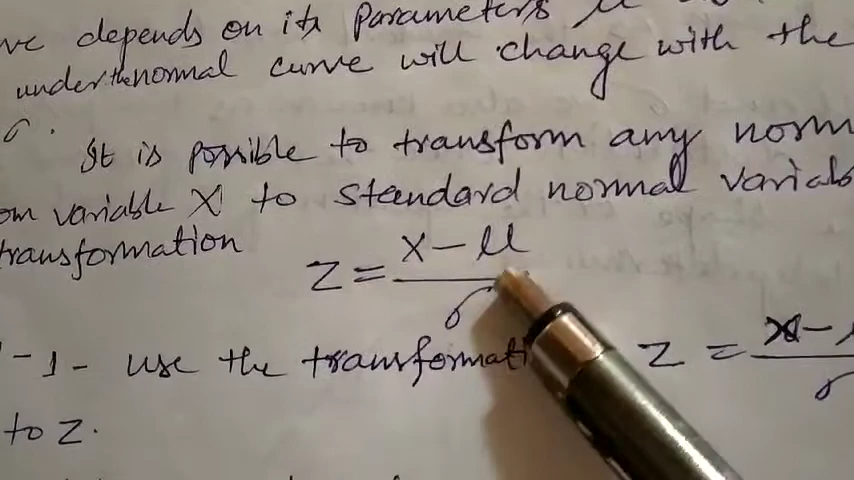 ve depends on its parameters μ
under the normal curve will change with the
σ.
It is possible to transform any norm
om variable X to standard normal variab
transformation
Z = X - μ / σ
-1- use the transformati Z = X - μ / σ
to Z.